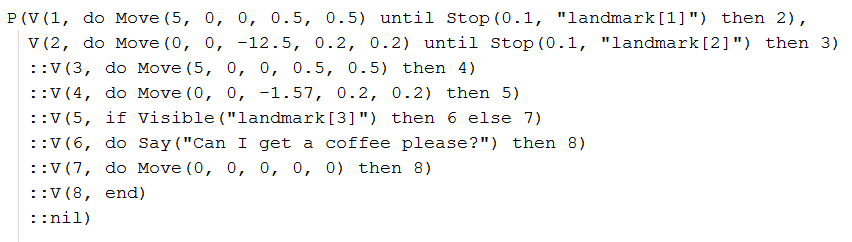 P(V(1, do Move(5, 0, 0, 0.5, 0.5) until Stop(0.1, "landmark[1]") then 2),
V(2, do Move(0, 0, -12.5, 0.2, 0.2) until Stop(0.1, "landmark[2]") then 3)
::V(3, do Move(5, 0, 0, 0.5, 0.5) then 4)
::V(4, do Move(0, 0, -1.57, 0.2, 0.2) then 5)
::V(5, if Visible("landmark[3]") then 6 else 7)
::V(6, do Say("Can I get a coffee please?") then 8)
::V(7, do Move(0, 0, 0, 0, 0) then 8)
::V(8, end)
::nil)